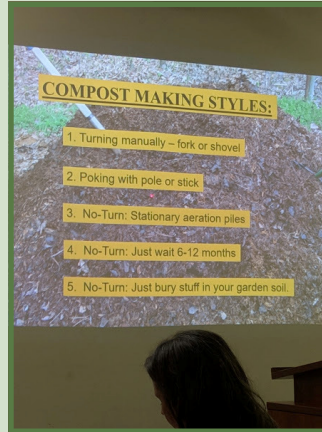 COMPOST MAKING STYLES:
1. Turning manually – fork or shovel
2. Poking with pole or stick
3. No-Turn: Stationary aeration piles
4. No-Turn: Just wait 6-12 months
5. No-Turn: Just bury stuff in your garden soil.